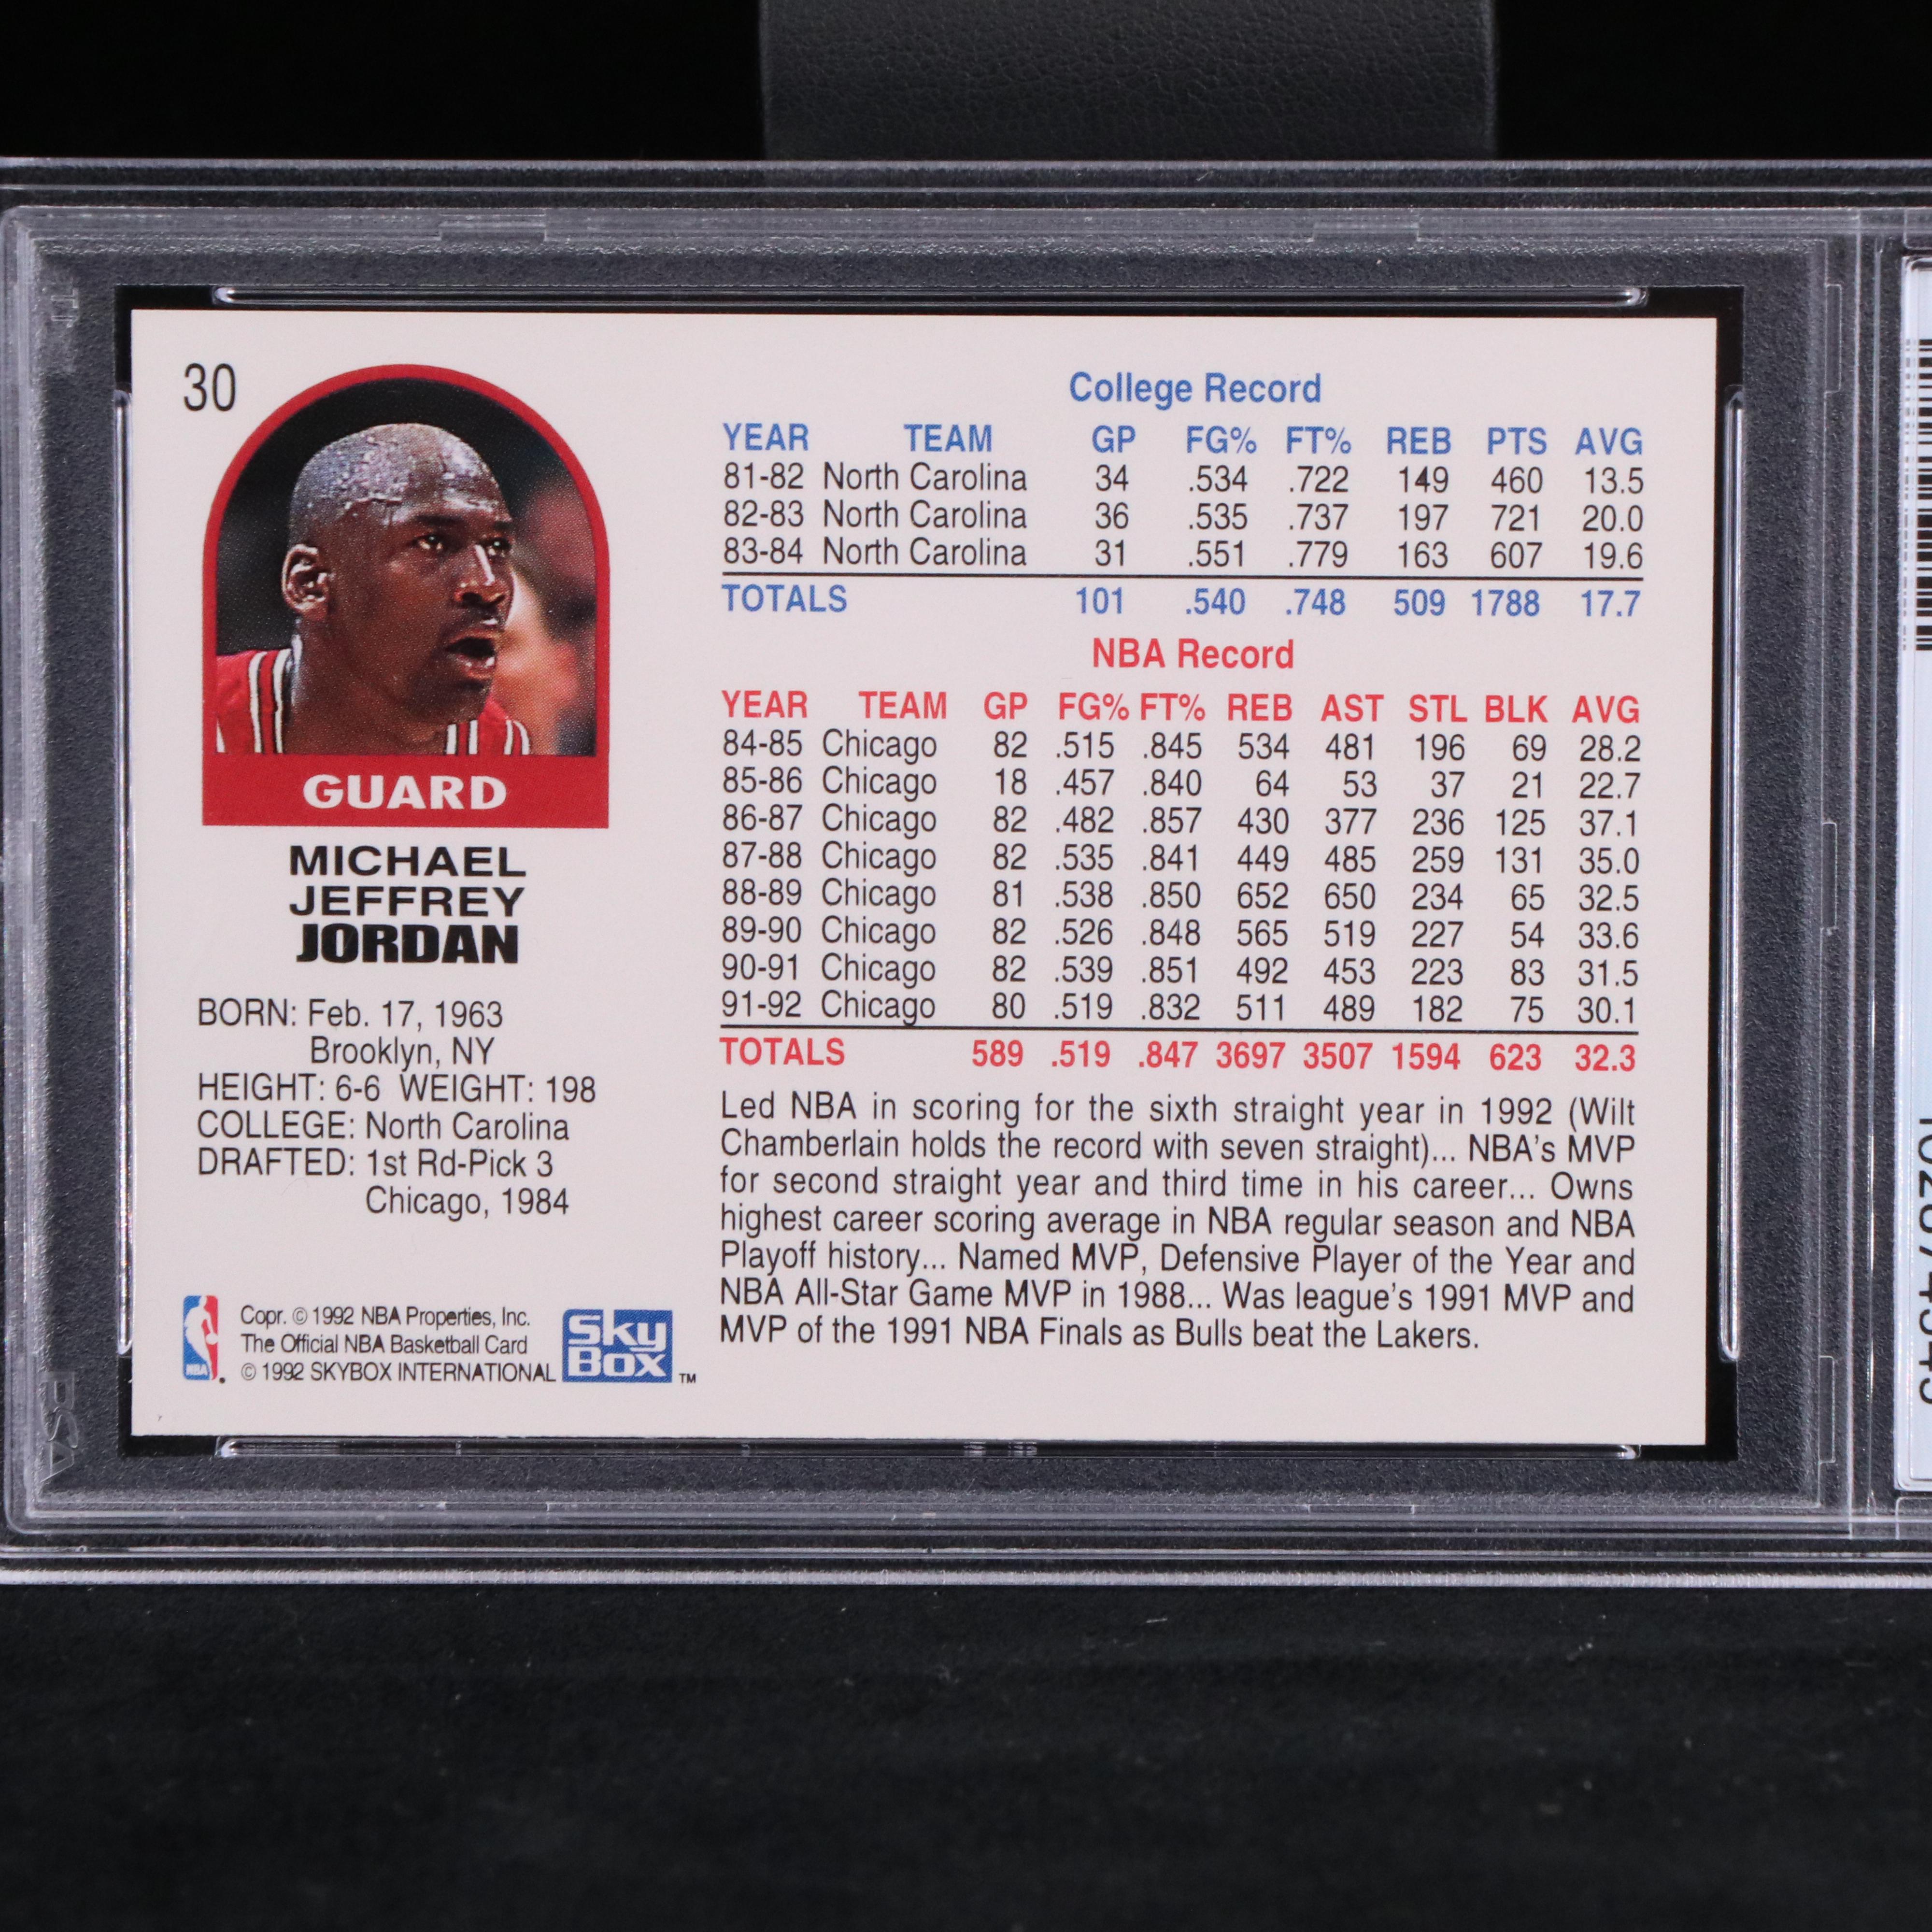 30
GUARD
MICHAEL
JEFFREY
JORDAN
BORN: Feb. 17, 1963
Brooklyn, NY
HEIGHT: 6-6 WEIGHT: 198
COLLEGE: North Carolina
DRAFTED: 1st Rd-Pick 3
Chicago, 1984
NBA
Copr. © 1992 NBA Properties, Inc.
The Official NBA Basketball Card
© 1992 SKYBOX INTERNATIONAL
Sky
Box TM
College Record
YEAR TEAM GP FG% FT% REB PTS AVG
81-82 North Carolina 34 .534 .722 149 460 13.5
82-83 North Carolina 36 .535 .737 197 721 20.0
83-84 North Carolina 31 .551 .779 163 607 19.6
TOTALS 101 .540 .748 509 1788 17.7
NBA Record
YEAR TEAM GP FG% FT% REB AST STL BLK AVG
84-85 Chicago 82 .515 .845 534 481 196 69 28.2
85-86 Chicago 18 .457 .840 64 53 37 21 22.7
86-87 Chicago 82 .482 .857 430 377 236 125 37.1
87-88 Chicago 82 .535 .841 449 485 259 131 35.0
88-89 Chicago 81 .538 .850 652 650 234 65 32.5
89-90 Chicago 82 .526 .848 565 519 227 54 33.6
90-91 Chicago 82 .539 .851 492 453 223 83 31.5
91-92 Chicago 80 .519 .832 511 489 182 75 30.1
TOTALS 589 .519 .847 3697 3507 1594 623 32.3
Led NBA in scoring for the sixth straight year in 1992 (Wilt
Chamberlain holds the record with seven straight)... NBA's MVP
for second straight year and third time in his career... Owns
highest career scoring average in NBA regular season and NBA
Playoff history... Named MVP, Defensive Player of the Year and
NBA All-Star Game MVP in 1988... Was league's 1991 MVP and
MVP of the 1991 NBA Finals as Bulls beat the Lakers.
PSA